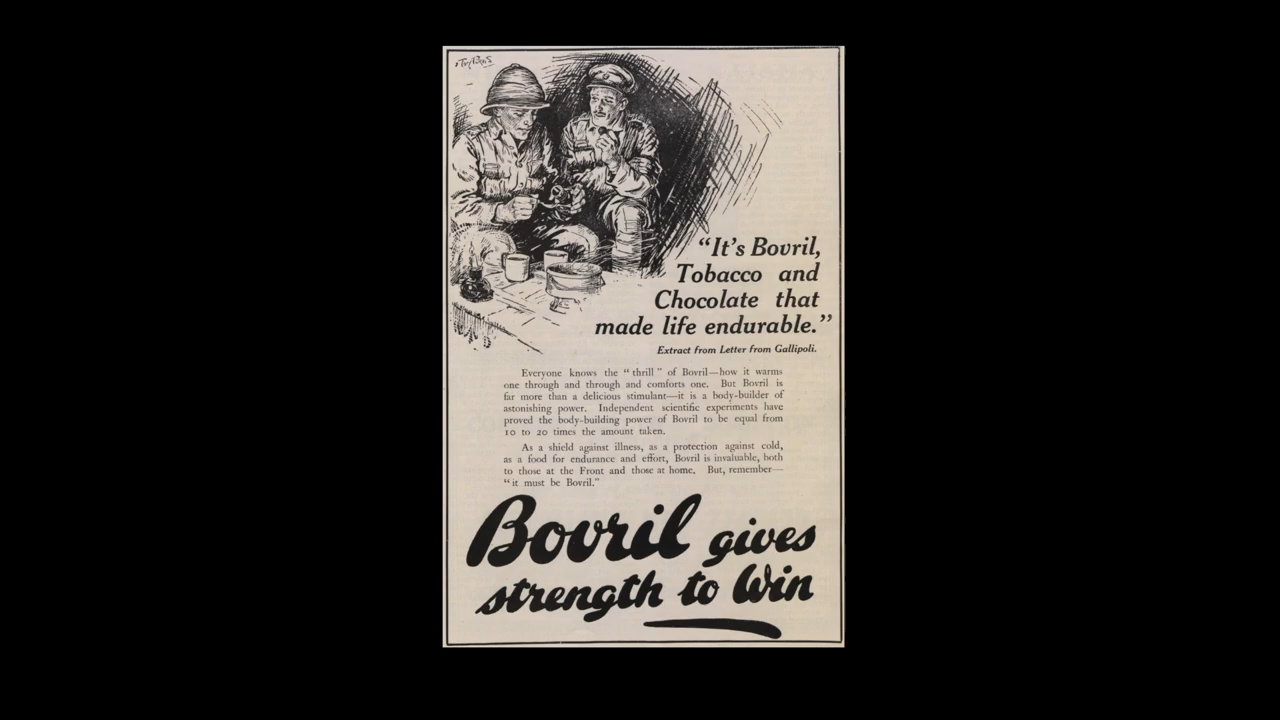 "It's Bovril,
Tobacco and
Chocolate that
made life endurable."
Extract from Letter from Gallipoli.
Everyone knows the "thrill" of Bovril—how it warms
one through and through and comforts one. But Bovril is
far more than a delicious stimulant—it is a body-builder of
astonishing power. Independent scientific experiments have
proved the body-building power of Bovril to be equal from
10 to 20 times the amount taken.
As a shield against illness, as a protection against cold,
as a food for endurance and effort, Bovril is invaluable, both
to those at the Front and those at home. But, remember—
"it must be Bovril."
Bovril gives
strength to Win